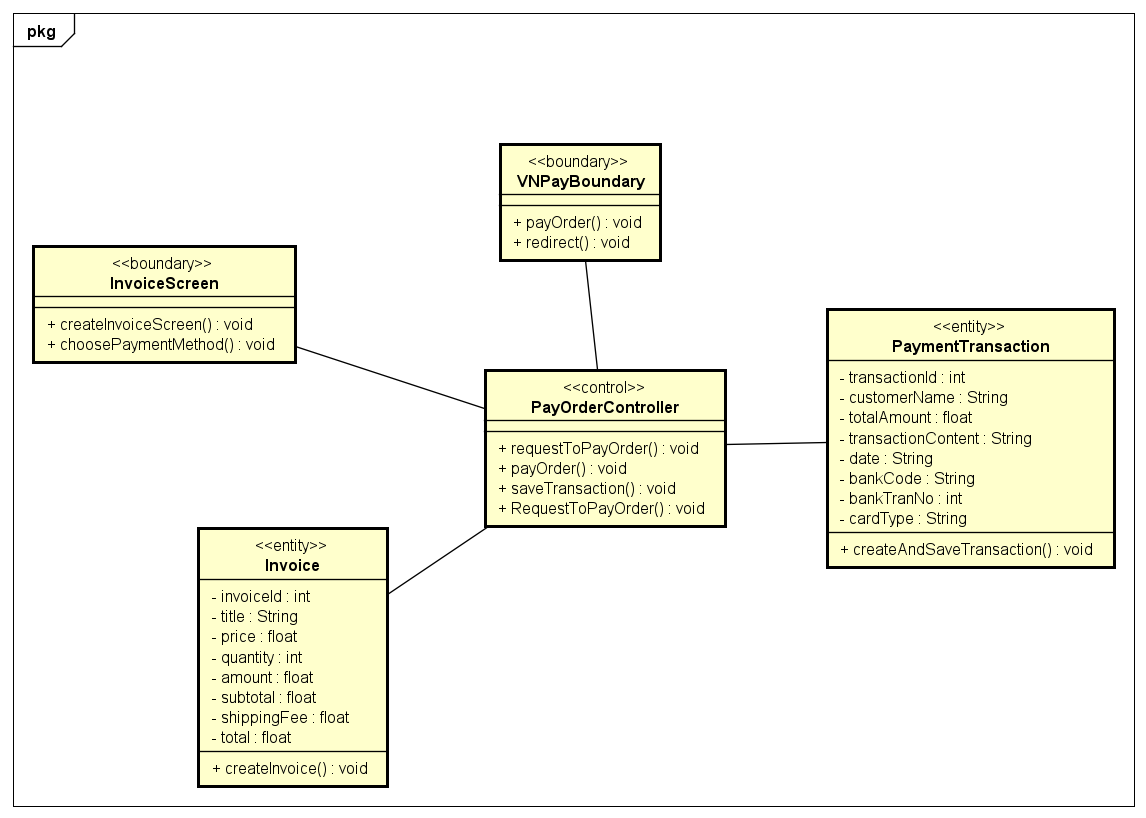 pkg
<<boundary>>
VNPayBoundary
+ payOrder() : void
+ redirect() : void
<<boundary>>
InvoiceScreen
+ createInvoiceScreen() : void
+ choosePaymentMethod() : void
<<entity>>
PaymentTransaction
- transactionId : int
- customerName : String
- totalAmount : float
- transactionContent : String
- date : String
- bankCode : String
- bankTranNo : int
- cardType : String
+ createAndSaveTransaction() : void
<<control>>
PayOrderController
+ requestToPayOrder() : void
+ payOrder() : void
+ saveTransaction() : void
+ RequestToPayOrder() : void
<<entity>>
Invoice
- invoiceId : int
- title : String
- price : float
- quantity : int
- amount : float
- subtotal : float
- shippingFee : float
- total : float
+ createInvoice() : void